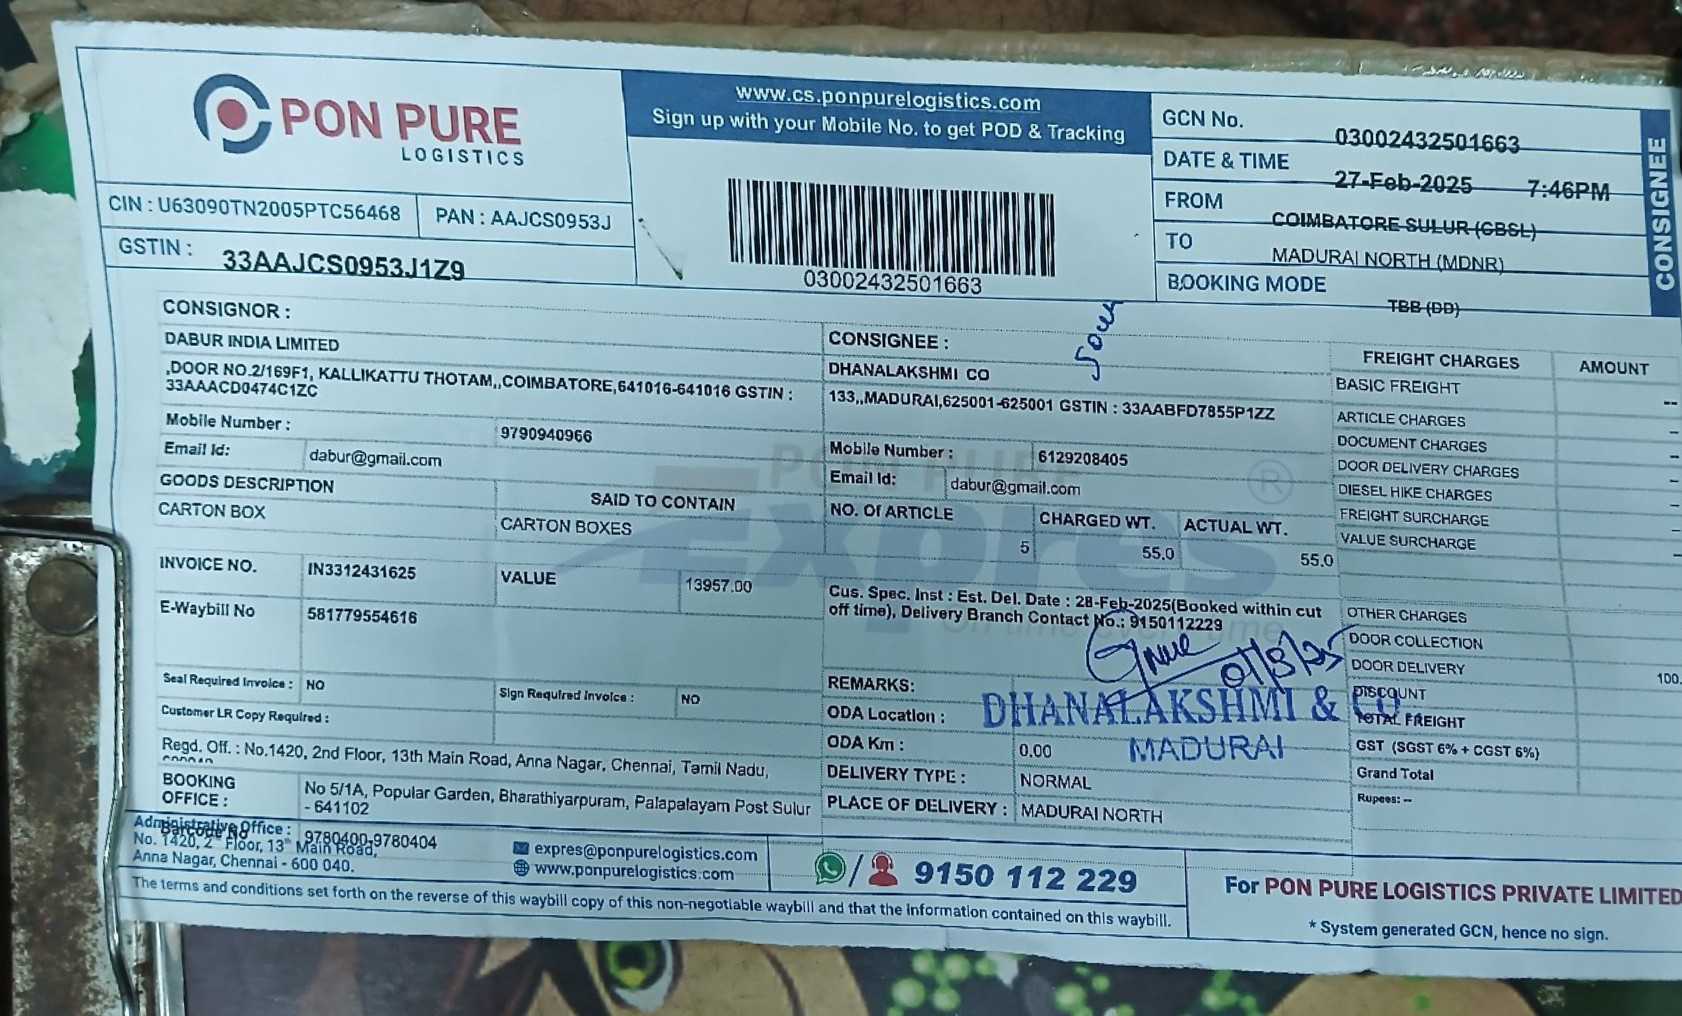 PON PURE
LOGISTICS
www.cs.ponpurelogistics.com
Sign up with your Mobile No. to get POD & Tracking
GCN No. 03002432501663
DATE & TIME 27-Feb-2025 7:46PM
FROM COIMBATORE SULUR (CBSL)
TO MADURAI NORTH (MDNR)
BOOKING MODE TBB (DD)
CONSIGNEE
CIN : U63090TN2005PTC56468 PAN : AAJCS0953J
GSTIN : 33AAJCS0953J1Z9
03002432501663
CONSIGNOR :
DABUR INDIA LIMITED
,DOOR NO.2/169F1, KALLIKATTU THOTAM,,COIMBATORE,641016-641016 GSTIN :
33AAACD0474C1ZC
Mobile Number : 9790940966
Email Id: dabur@gmail.com
CONSIGNEE :
DHANALAKSHMI CO
133,,MADURAI,625001-625001 GSTIN : 33AABFD7855P1ZZ
Mobile Number : 6129208405
Email Id: dabur@gmail.com
GOODS DESCRIPTION SAID TO CONTAIN
CARTON BOX CARTON BOXES
NO. Of ARTICLE CHARGED WT. ACTUAL WT.
5 55.0 55.0
PON PURE
Expres ®
INVOICE NO. IN3312431625 VALUE 13957.00
E-Waybill No 581779554616
Cus. Spec. Inst : Est. Del. Date : 28-Feb-2025(Booked within cut
off time), Delivery Branch Contact No.: 9150112229
Seal Required Invoice : NO Sign Required Invoice : NO
Customer LR Copy Required :
REMARKS:
ODA Location :
ODA Km : 0.00
DELIVERY TYPE : NORMAL
PLACE OF DELIVERY : MADURAI NORTH
01/3/25
DHANALAKSHMI & CO
MADURAI
FREIGHT CHARGES AMOUNT
BASIC FREIGHT --
ARTICLE CHARGES
DOCUMENT CHARGES
DOOR DELIVERY CHARGES
DIESEL HIKE CHARGES
FREIGHT SURCHARGE
VALUE SURCHARGE
OTHER CHARGES
DOOR COLLECTION
DOOR DELIVERY 100.
DISCOUNT
TOTAL FREIGHT
GST (SGST 6% + CGST 6%)
Grand Total
Rupees: --
Regd. Off. : No.1420, 2nd Floor, 13th Main Road, Anna Nagar, Chennai, Tamil Nadu,
BOOKING OFFICE : No 5/1A, Popular Garden, Bharathiyarpuram, Palapalayam Post Sulur
- 641102
Barcode No 9780400-9780404
Administrative Office :
No. 1420, 2nd Floor, 13th Main Road,
Anna Nagar, Chennai - 600 040.
expres@ponpurelogistics.com
www.ponpurelogistics.com
/ 9150 112 229
For PON PURE LOGISTICS PRIVATE LIMITED
* System generated GCN, hence no sign.
The terms and conditions set forth on the reverse of this waybill copy of this non-negotiable waybill and that the information contained on this waybill.